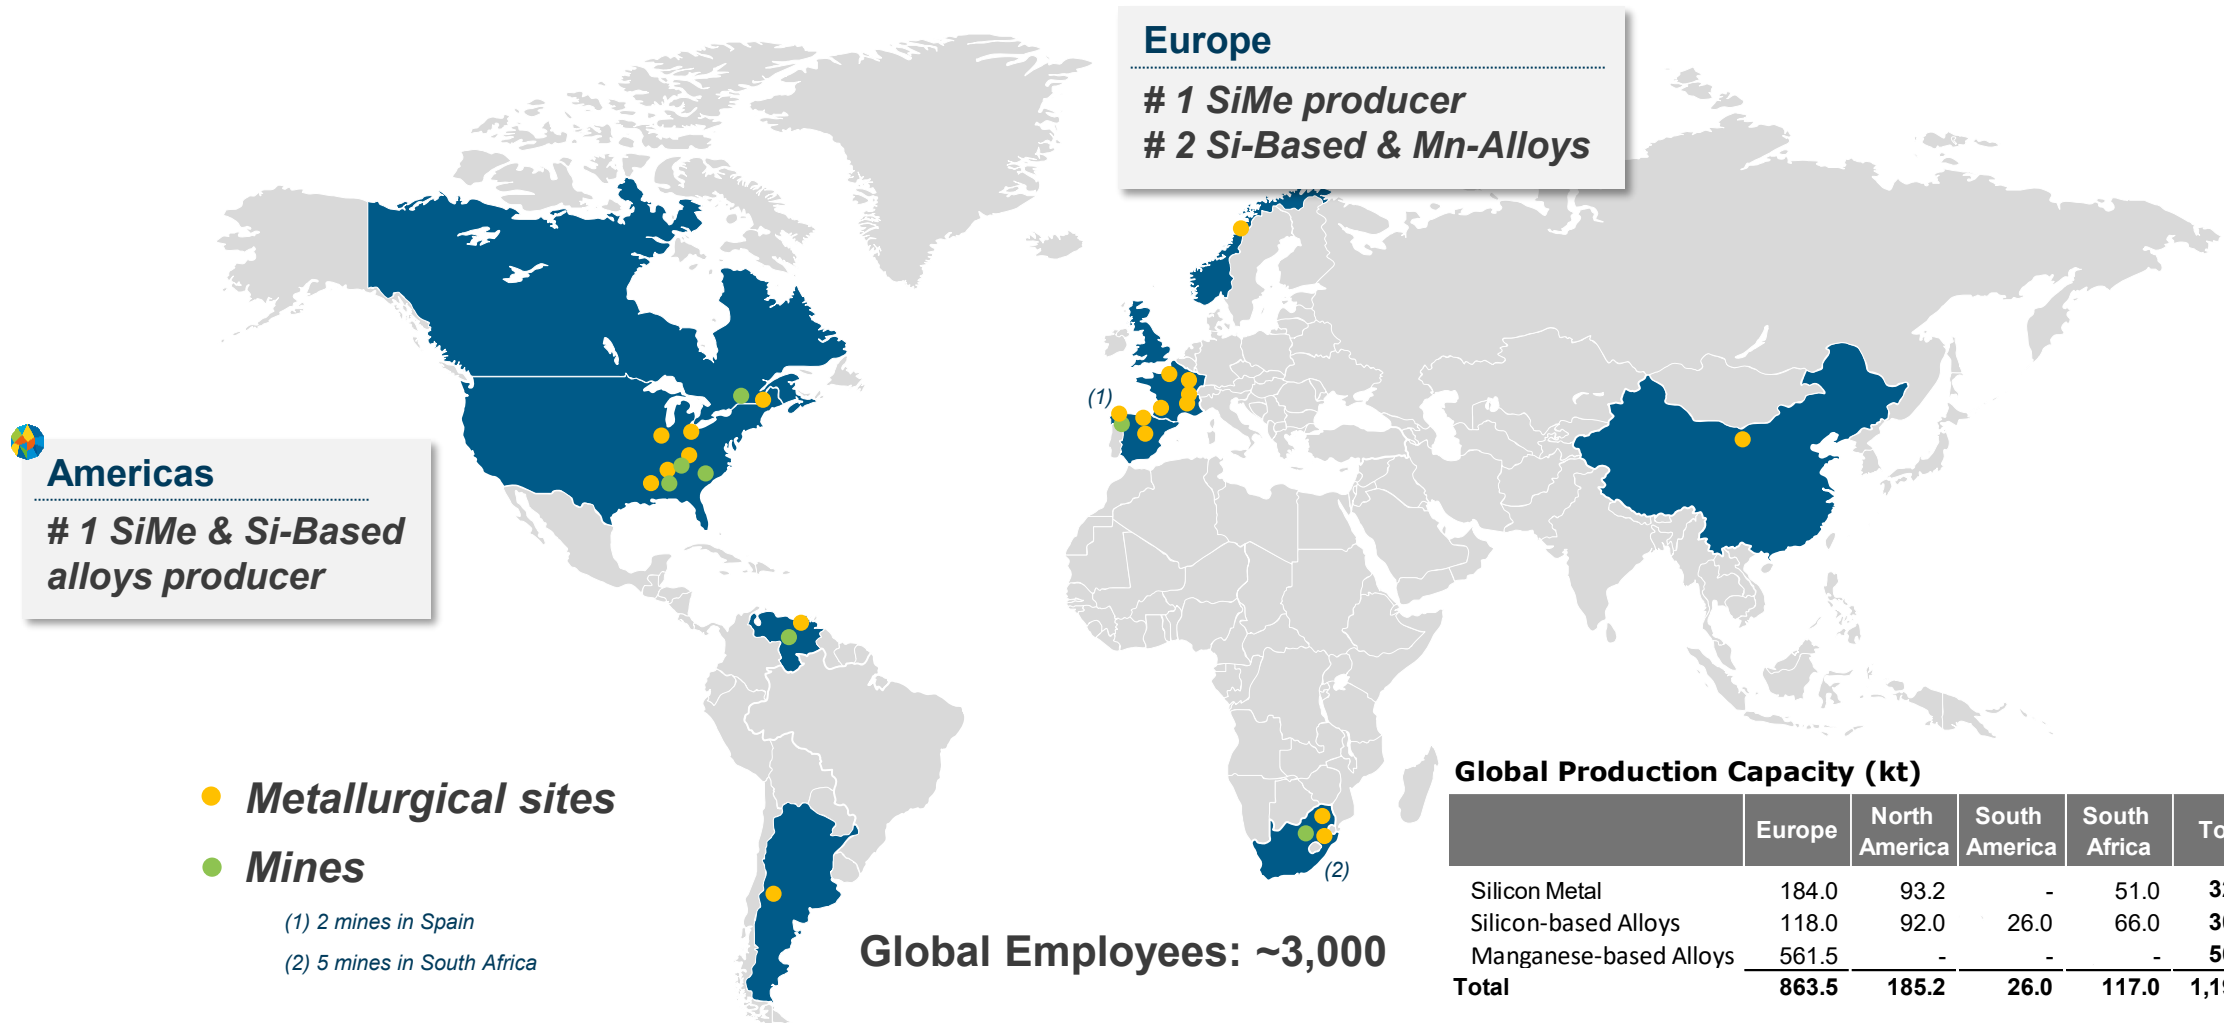 Europe
# 1 SiMe producer
# 2 Si-Based & Mn-Alloys
(1)
Americas
# 1 SiMe & Si-Based
alloys producer
Metallurgical sites
Mines
(1) 2 mines in Spain
(2) 5 mines in South Africa
(2)
Global Employees: ~3,000
Global Production Capacity (kt)
Europe North America South America South Africa
Silicon Metal 184.0 93.2 - 51.0
Silicon-based Alloys 118.0 92.0 26.0 66.0
Manganese-based Alloys 561.5 - - -
Total 863.5 185.2 26.0 117.0